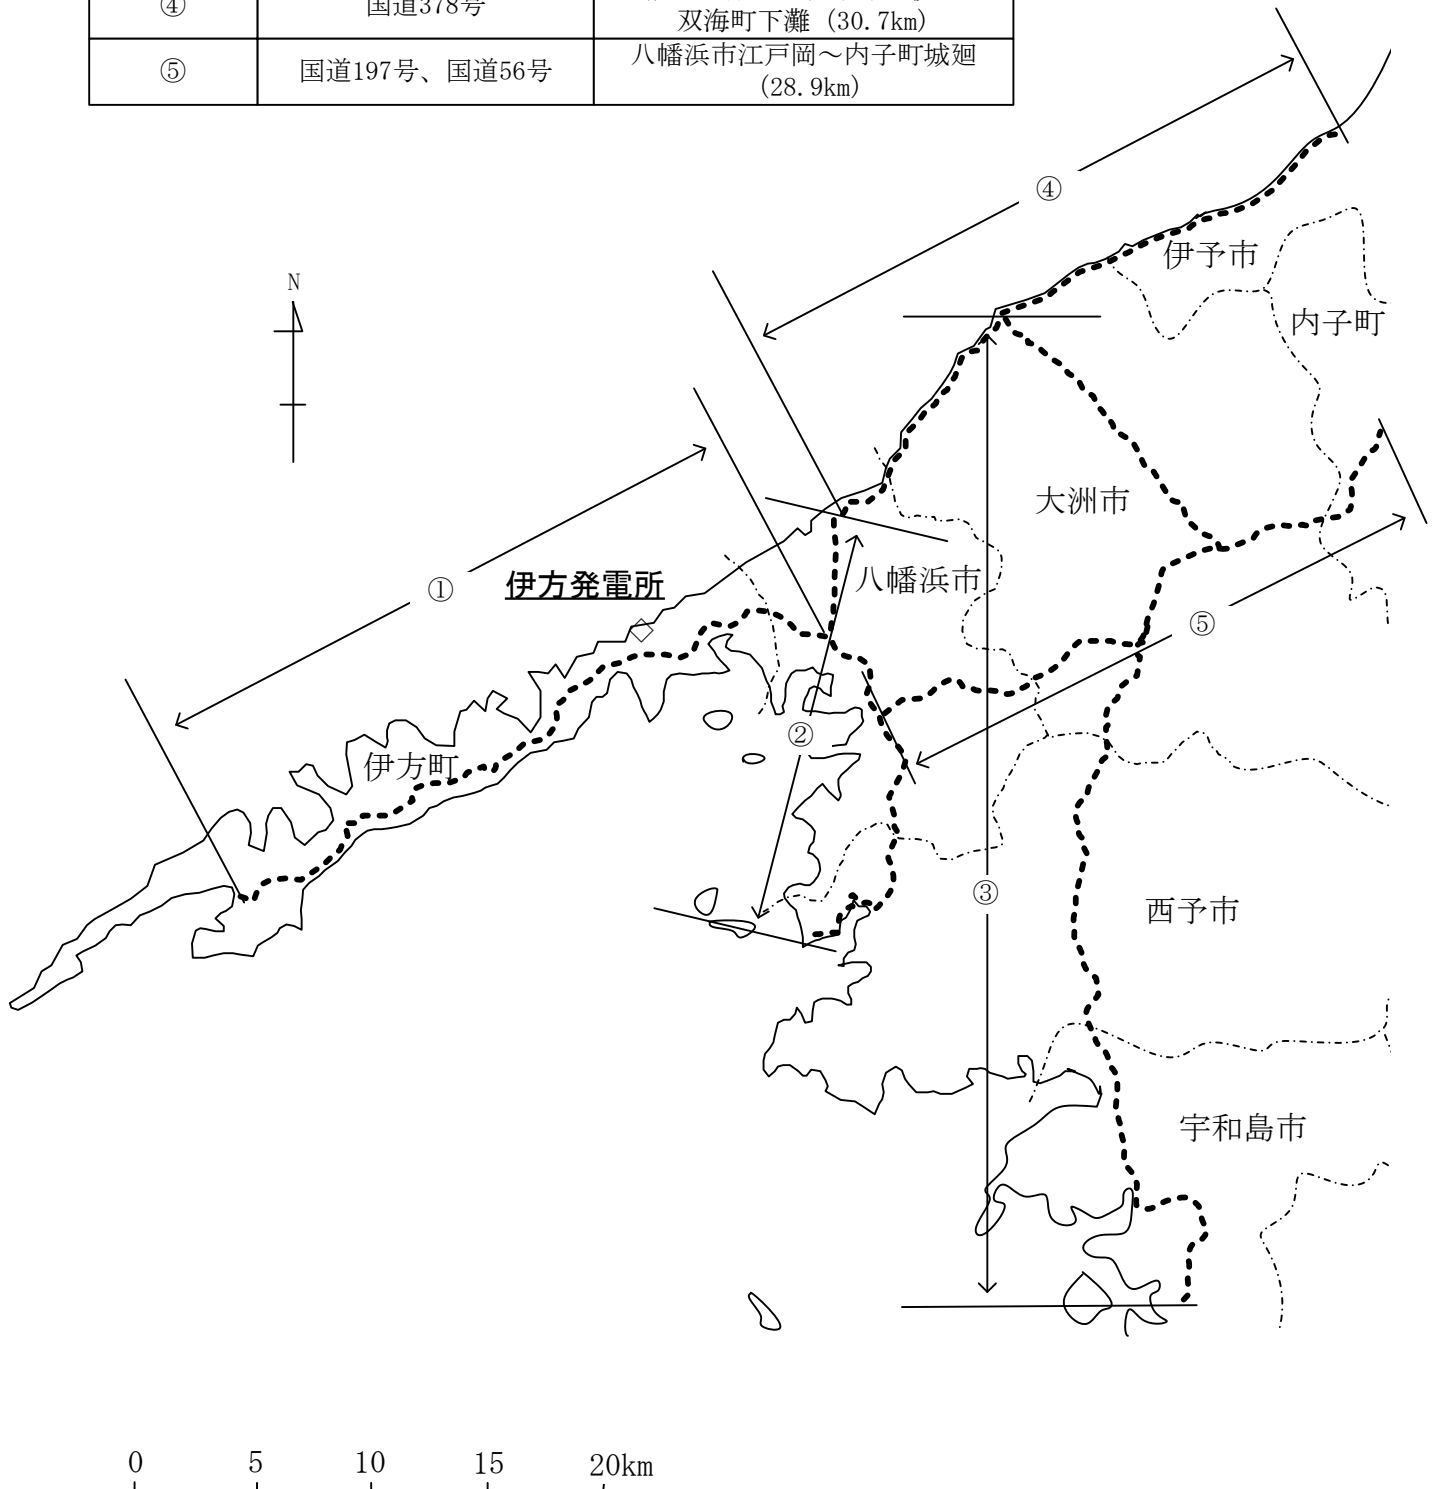 ④ 国道378号
双海町下灘 (30.7km)
⑤ 国道197号、国道56号 八幡浜市江戸岡～内子町城廻
(28.9km)
④
伊予市
N
内子町
大洲市
八幡浜市
①
伊方発電所
⑤
②
伊方町
③
西予市
宇和島市
0 5 10 15 20km